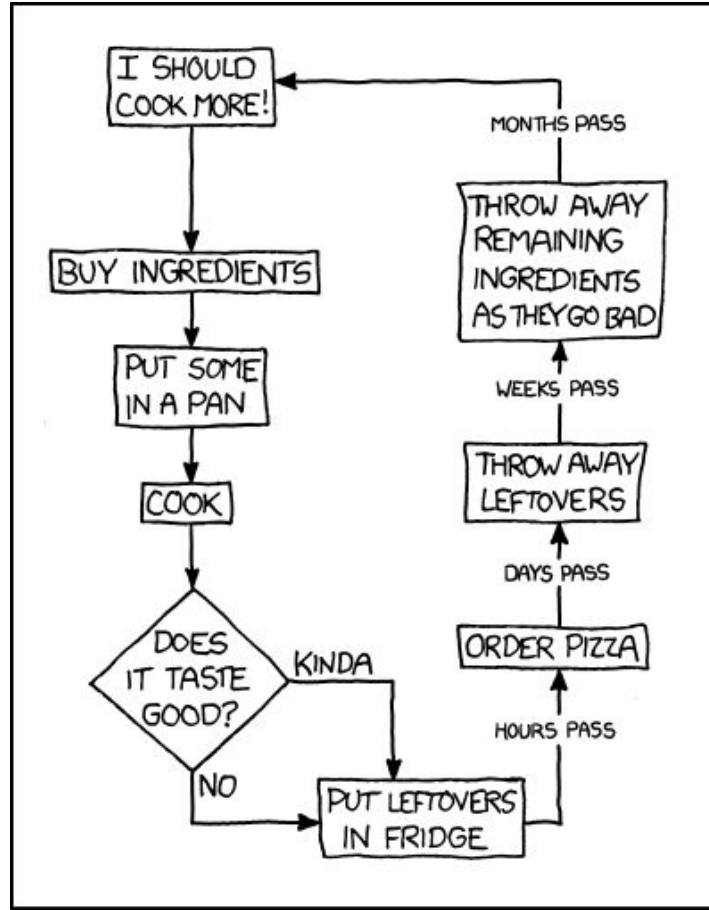 I SHOULD
COOK MORE!
BUY INGREDIENTS
PUT SOME
IN A PAN
COOK
DOES
IT TASTE
GOOD?
KINDA
NO
PUT LEFTOVERS
IN FRIDGE
HOURS PASS
ORDER PIZZA
DAYS PASS
THROW AWAY
LEFTOVERS
WEEKS PASS
THROW AWAY
REMAINING
INGREDIENTS
AS THEY GO BAD
MONTHS PASS